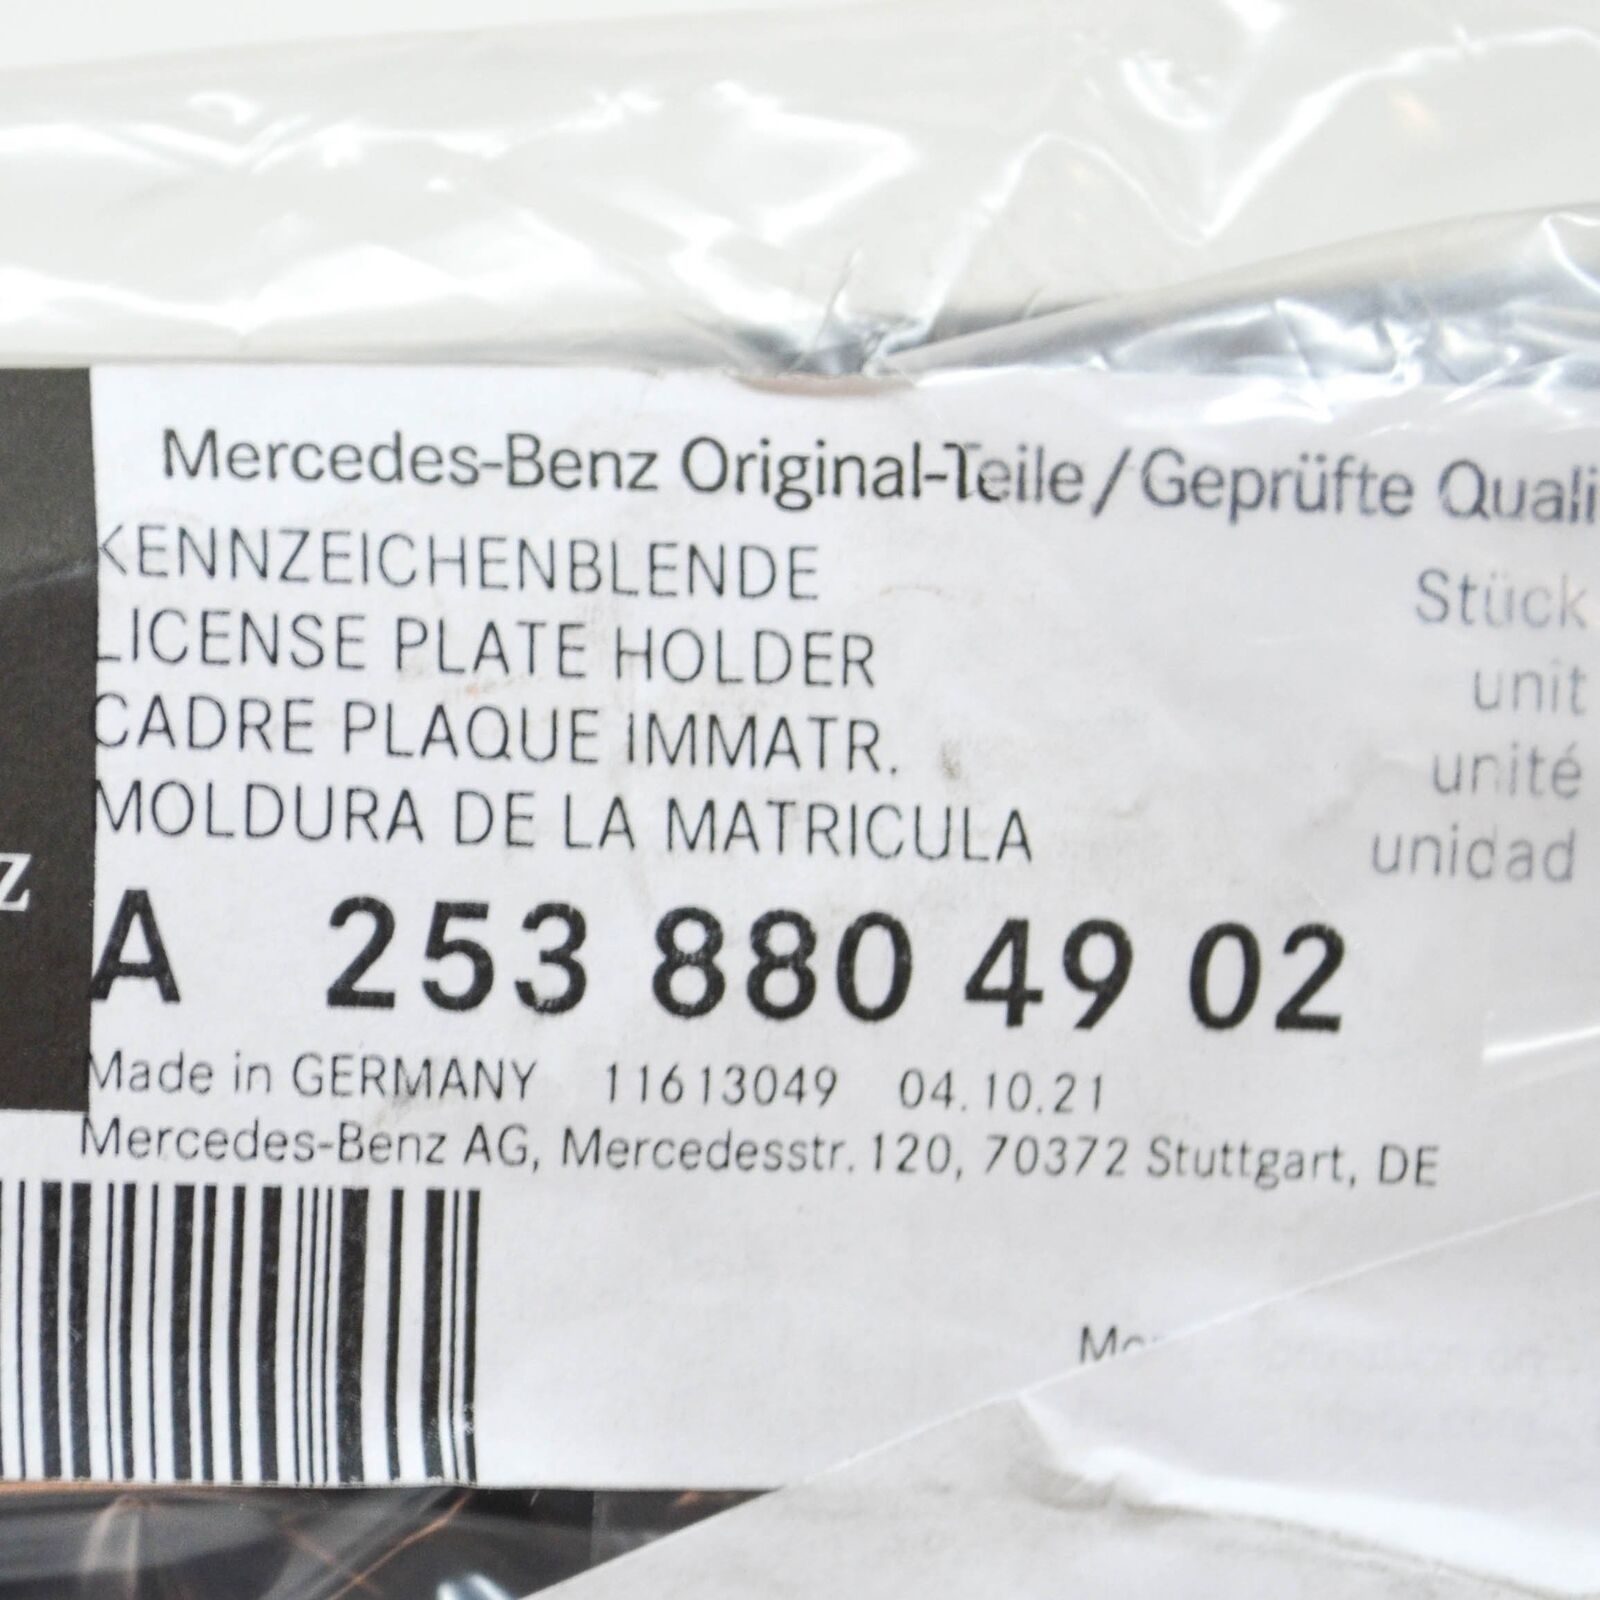 Mercedes-Benz Original-Teile/Geprüfte Quali
KENNZEICHENBLENDE
LICENSE PLATE HOLDER
CADRE PLAQUE IMMATR.
MOLDURA DE LA MATRICULA
Stück
unit
unité
unidad
z
A 253 880 49 02
Made in GERMANY 11613049 04.10.21
Mercedes-Benz AG, Mercedesstr. 120, 70372 Stuttgart, DE